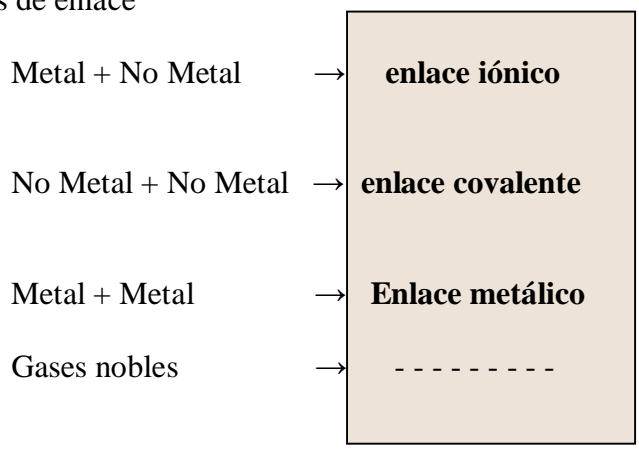 de enlace
Metal + No Metal → enlace iónico
No Metal + No Metal → enlace covalente
Metal + Metal → Enlace metálico
Gases nobles → - - - - - - - - -